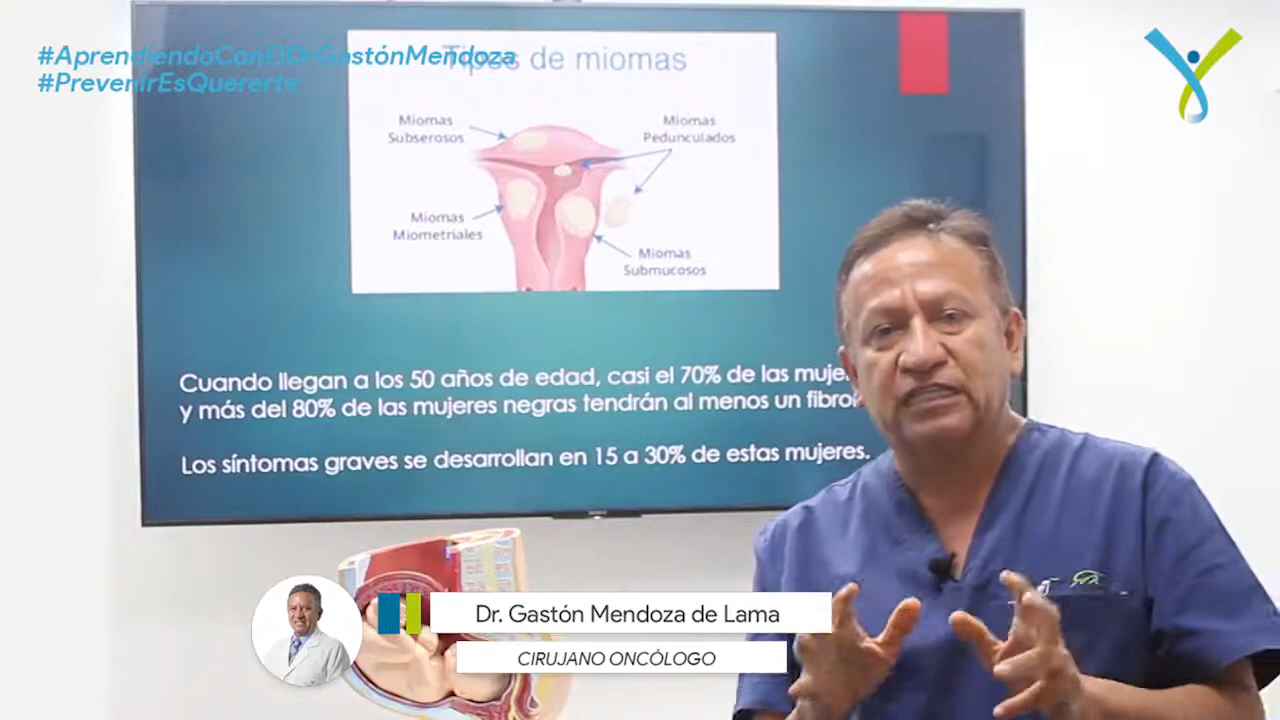 #AprendiendoConElDrGastónMendoza
#PrevenirEsQuererte
Tipos de miomas
Miomas
Subserosos
Miomas
Pedunculados
Miomas
Miometriales
Miomas
Submucosos
Cuando llegan a los 50 años de edad, casi el 70% de las
y más del 80% de las mujeres negras tendrán al menos un
Los síntomas graves se desarrollan en 15 a 30% de estas mujeres.
Dr. Gastón Mendoza de Lama
CIRUJANO ONCÓLOGO